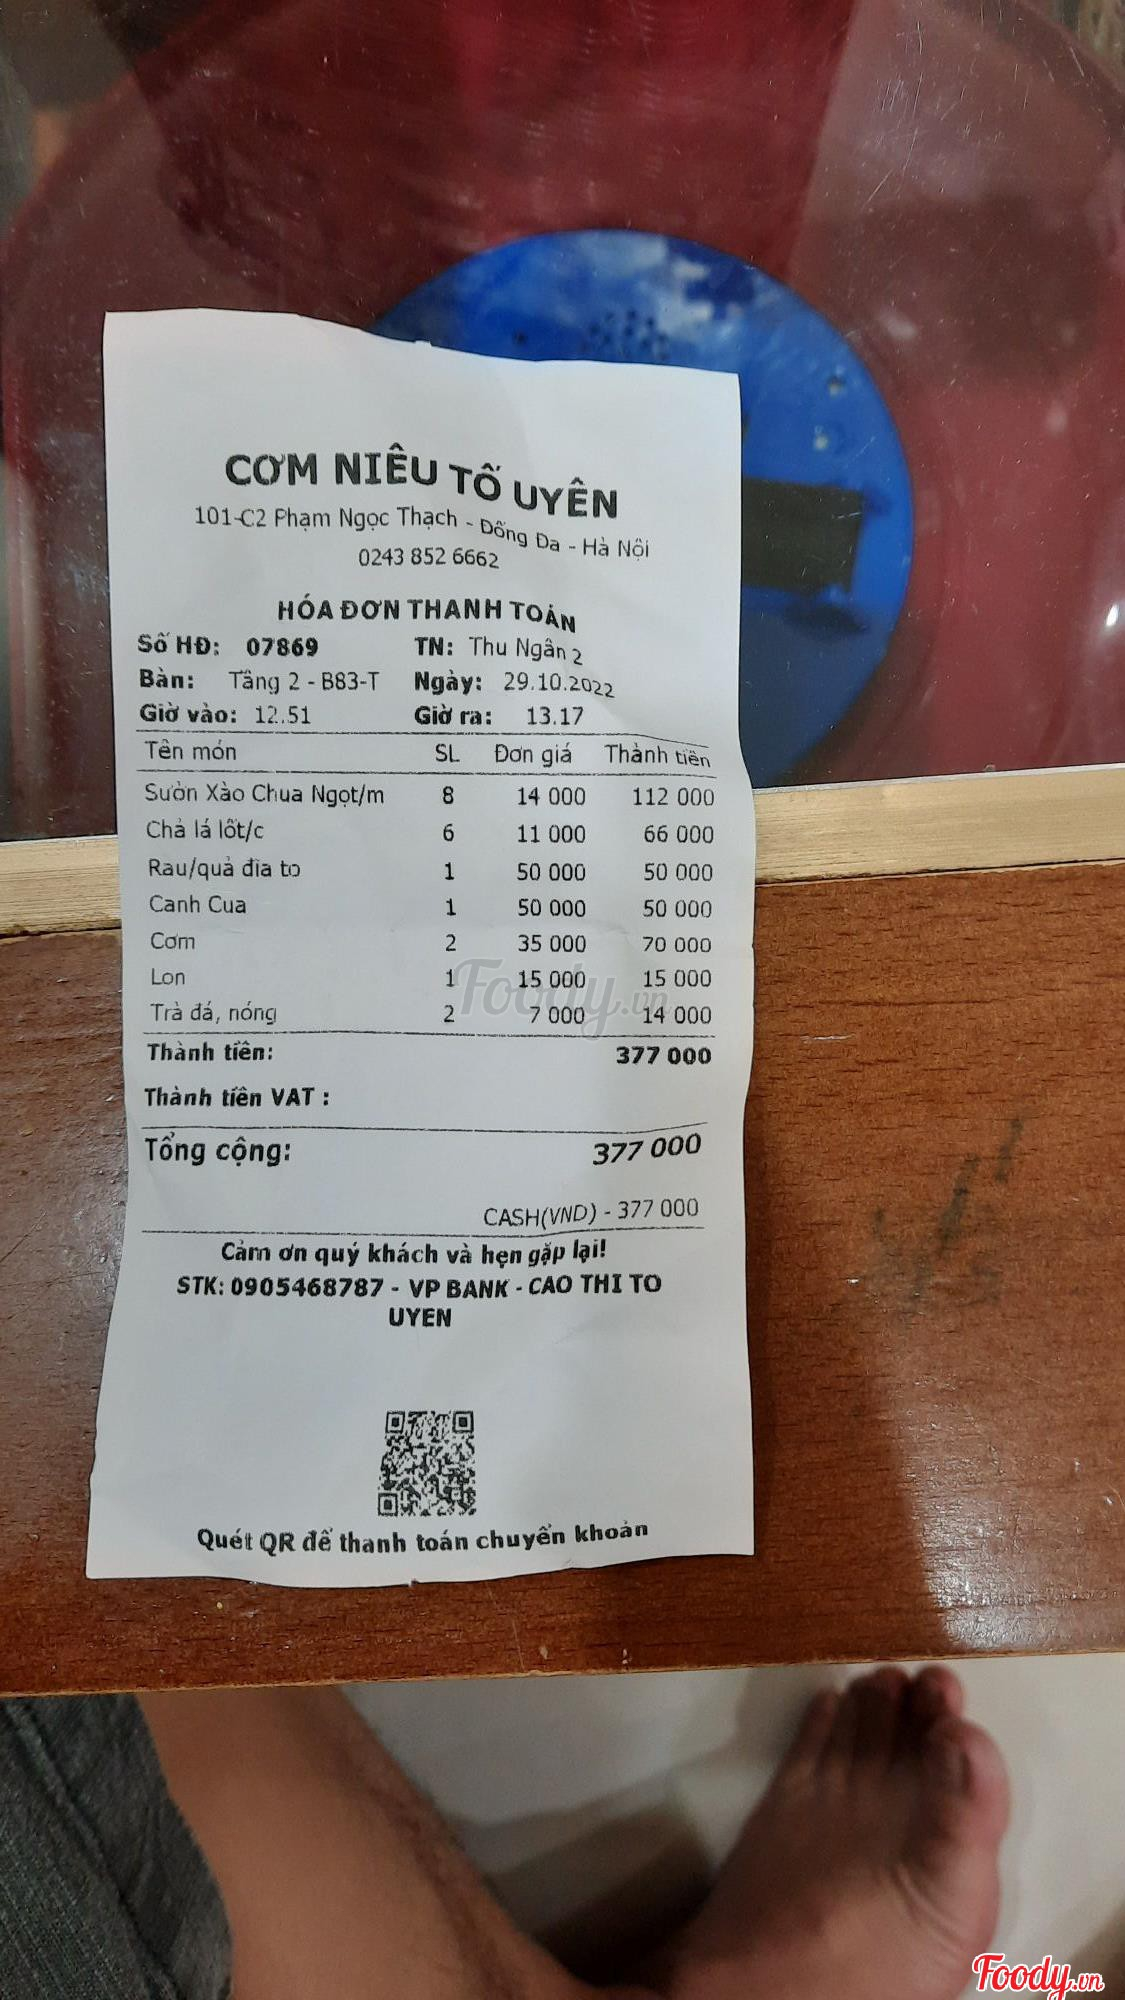 CƠM NIÊU TỐ UYÊN
101-C2 Phạm Ngọc Thạch - Đống Đa - Hà Nội
0243 852 6662
HÓA ĐƠN THANH TOÁN
Số HĐ: 07869 TN: Thu Ngân 2
Bàn: Tầng 2 - B83-T Ngày: 29.10.2022
Giờ vào: 12.51 Giờ ra: 13.17
Tên món SL Đơn giá Thành tiền
Sườn Xào Chua Ngọt/m 8 14 000 112 000
Chả lá lốt/c 6 11 000 66 000
Rau/quả đĩa to 1 50 000 50 000
Canh Cua 1 50 000 50 000
Cơm 2 35 000 70 000
Lon 1 15 000 15 000
Trà đá, nóng 2 7 000 14 000
Foody.vn
Thành tiền: 377 000
Thành tiền VAT :
Tổng cộng: 377 000
CASH(VND) - 377 000
Cảm ơn quý khách và hẹn gặp lại!
STK: 0905468787 - VP BANK - CAO THI TO
UYEN
Quét QR để thanh toán chuyển khoản
Foody.vn